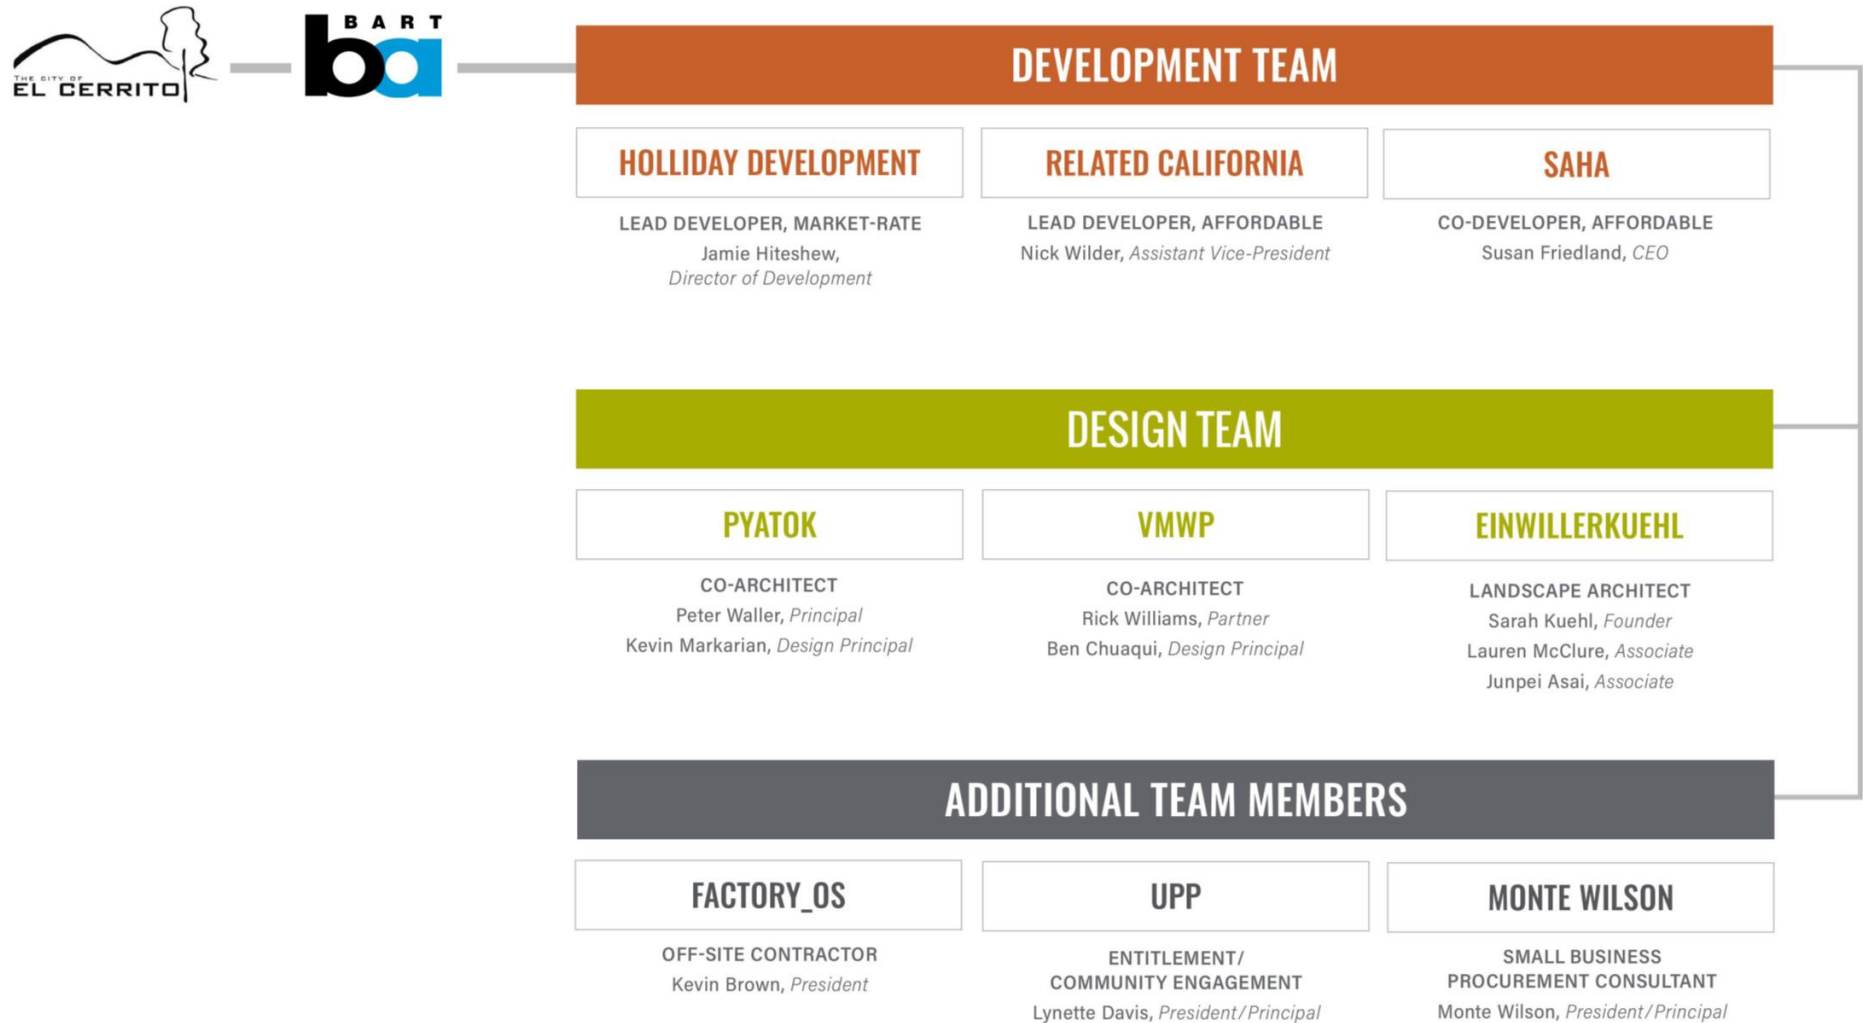 THE CITY OF
EL CERRITO
BART
ba
DEVELOPMENT TEAM
HOLLIDAY DEVELOPMENT
LEAD DEVELOPER, MARKET-RATE
Jamie Hiteshew,
Director of Development
RELATED CALIFORNIA
LEAD DEVELOPER, AFFORDABLE
Nick Wilder, Assistant Vice-President
SAHA
CO-DEVELOPER, AFFORDABLE
Susan Friedland, CEO
DESIGN TEAM
PYATOK
CO-ARCHITECT
Peter Waller, Principal
Kevin Markarian, Design Principal
VMWP
CO-ARCHITECT
Rick Williams, Partner
Ben Chuaqui, Design Principal
EINWILLERKUEHL
LANDSCAPE ARCHITECT
Sarah Kuehl, Founder
Lauren McClure, Associate
Junpei Asai, Associate
ADDITIONAL TEAM MEMBERS
FACTORY_OS
OFF-SITE CONTRACTOR
Kevin Brown, President
UPP
ENTITLEMENT/
COMMUNITY ENGAGEMENT
Lynette Davis, President/Principal
MONTE WILSON
SMALL BUSINESS
PROCUREMENT CONSULTANT
Monte Wilson, President/Principal